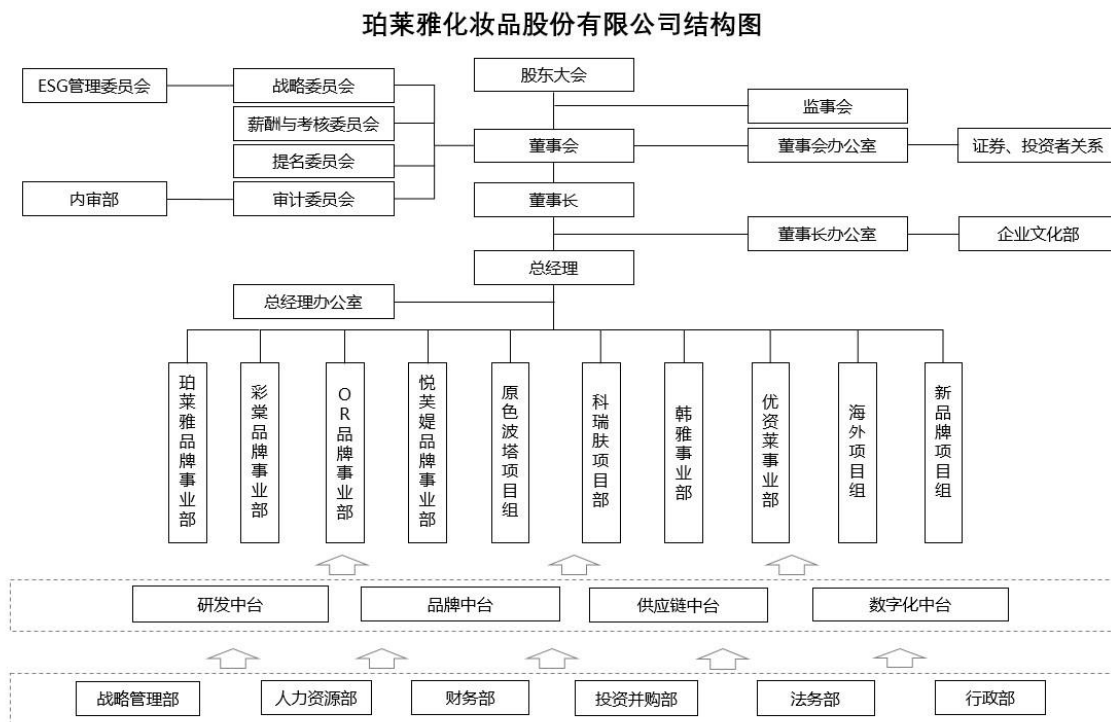 珀莱雅化妆品股份有限公司结构图
股东大会
ESG管理委员会
战略委员会
监事会
薪酬与考核委员会
董事会
董事会办公室
证券、投资者关系
提名委员会
内审部
审计委员会
董事长
董事长办公室
企业文化部
总经理
总经理办公室
珀莱雅品牌事业部
彩棠品牌事业部
OR品牌事业部
悦芙媞品牌事业部
原色波塔项目组
科瑞肤项目部
韩雅事业部
优资莱事业部
海外项目组
新品牌项目组
研发中台
品牌中台
供应链中台
数字化中台
战略管理部
人力资源部
财务部
投资并购部
法务部
行政部